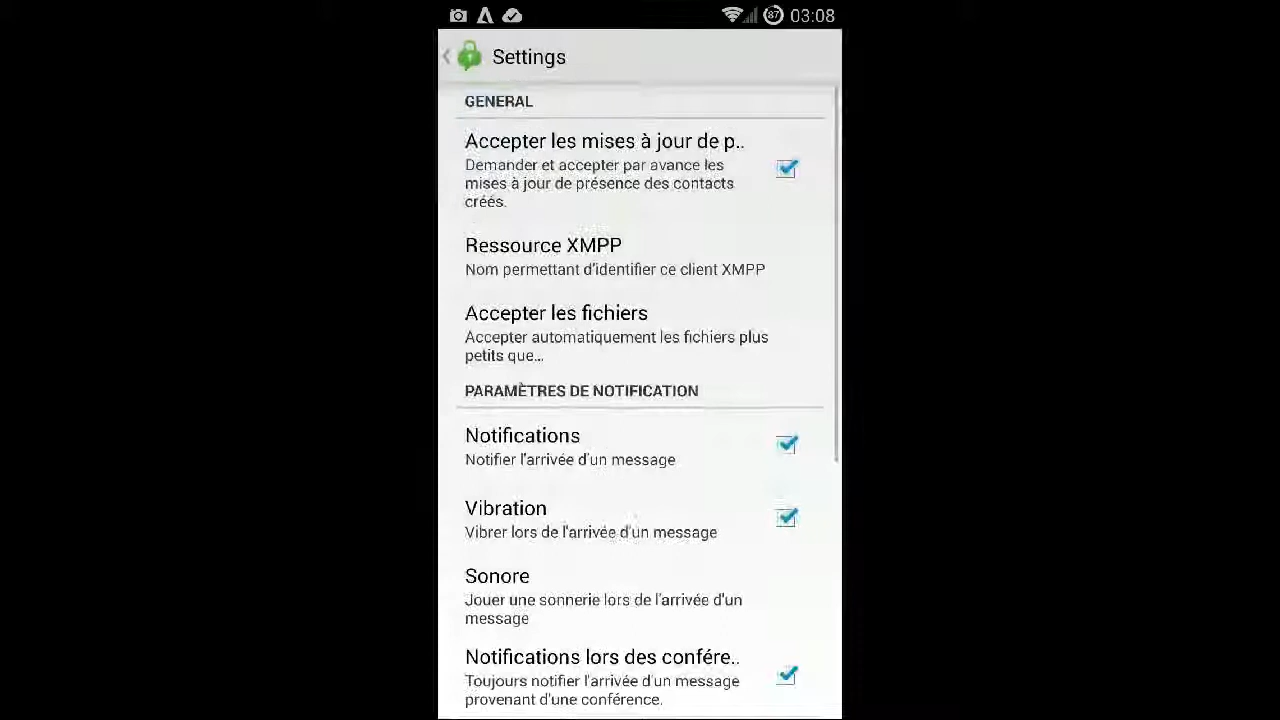 87 03:08
Settings
GENERAL
Accepter les mises à jour de p..
Demander et accepter par avance les
mises à jour de présence des contacts
créés.
Ressource XMPP
Nom permettant d'identifier ce client XMPP
Accepter les fichiers
Accepter automatiquement les fichiers plus
petits que...
PARAMÈTRES DE NOTIFICATION
Notifications
Notifier l'arrivée d'un message
Vibration
Vibrer lors de l'arrivée d'un message
Sonore
Jouer une sonnerie lors de l'arrivée d'un
message
Notifications lors des confére..
Toujours notifier l'arrivée d'un message
provenant d'une conférence.